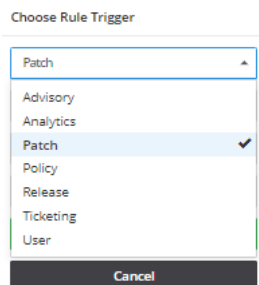 Choose Rule Trigger
Patch
Advisory
Analytics
Patch
Policy
Release
Ticketing
User
Cancel